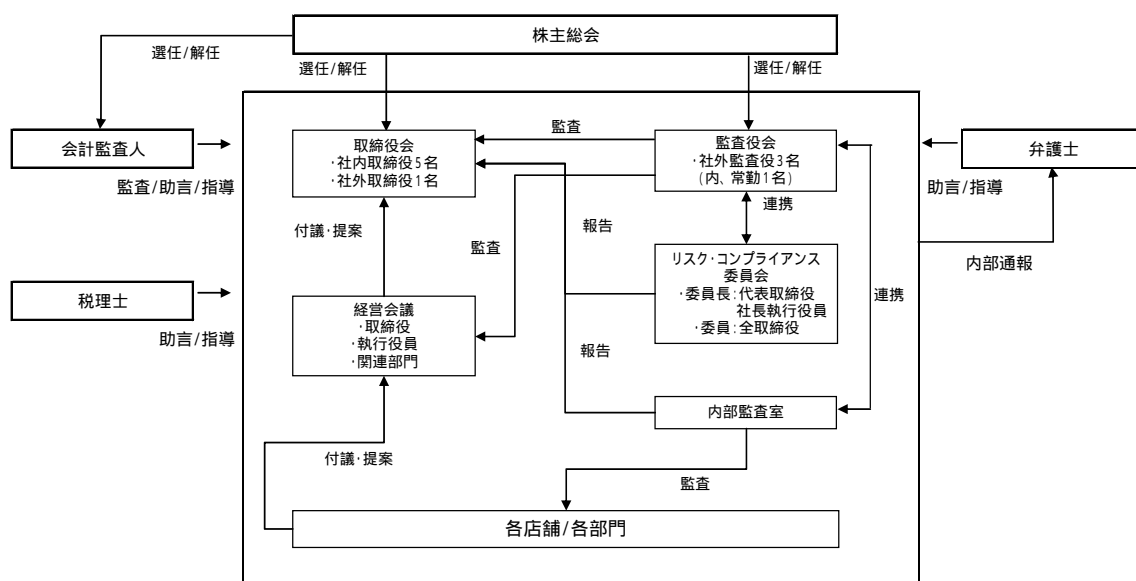 株主総会
選任/解任
選任/解任
選任/解任
会計監査人
監査/助言/指導
取締役会
・社内取締役5名
・社外取締役1名
監査
監査役会
・社外監査役3名
(内、常勤1名)
弁護士
助言/指導
内部通報
連携
付議・提案
監査
報告
リスク・コンプライアンス
委員会
・委員長：代表取締役
社長執行役員
・委員：全取締役
連携
税理士
助言/指導
経営会議
・取締役
・執行役員
・関連部門
報告
内部監査室
付議・提案
監査
各店舗/各部門